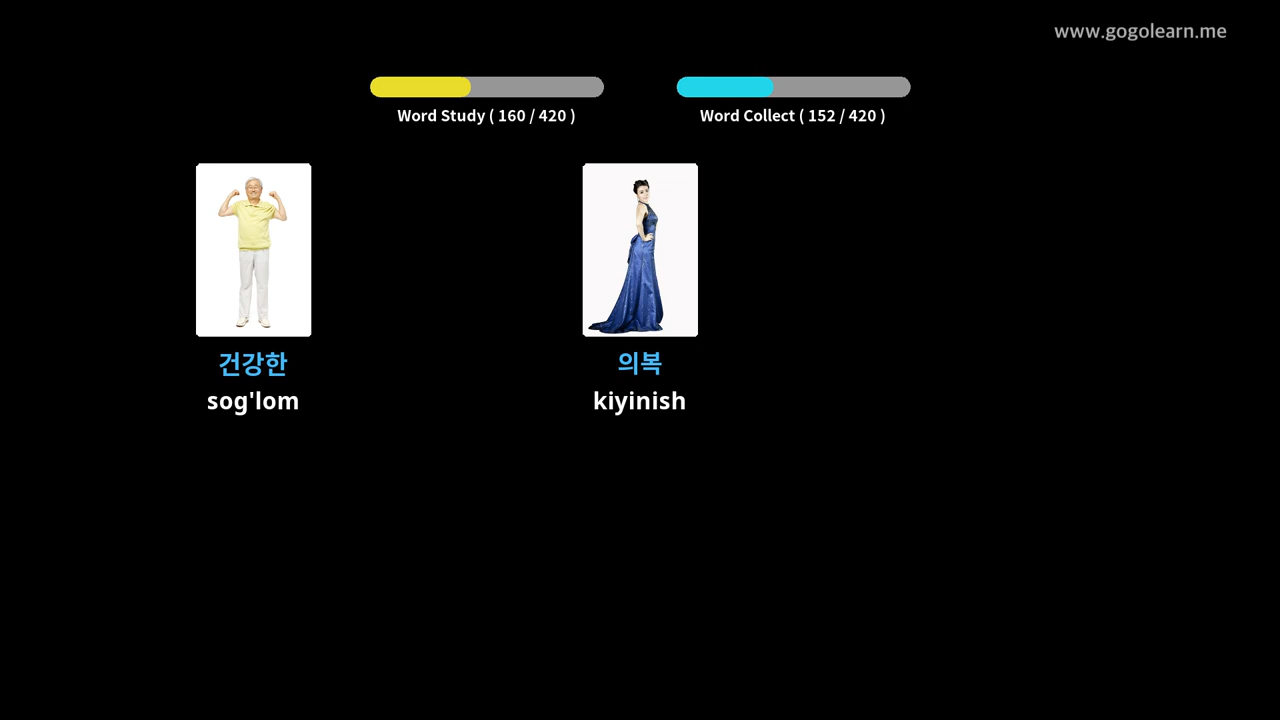 www.gogolearn.me
Word Study ( 160 / 420 )
Word Collect ( 152 / 420 )
건강한
sog'lom
의복
kiyinish